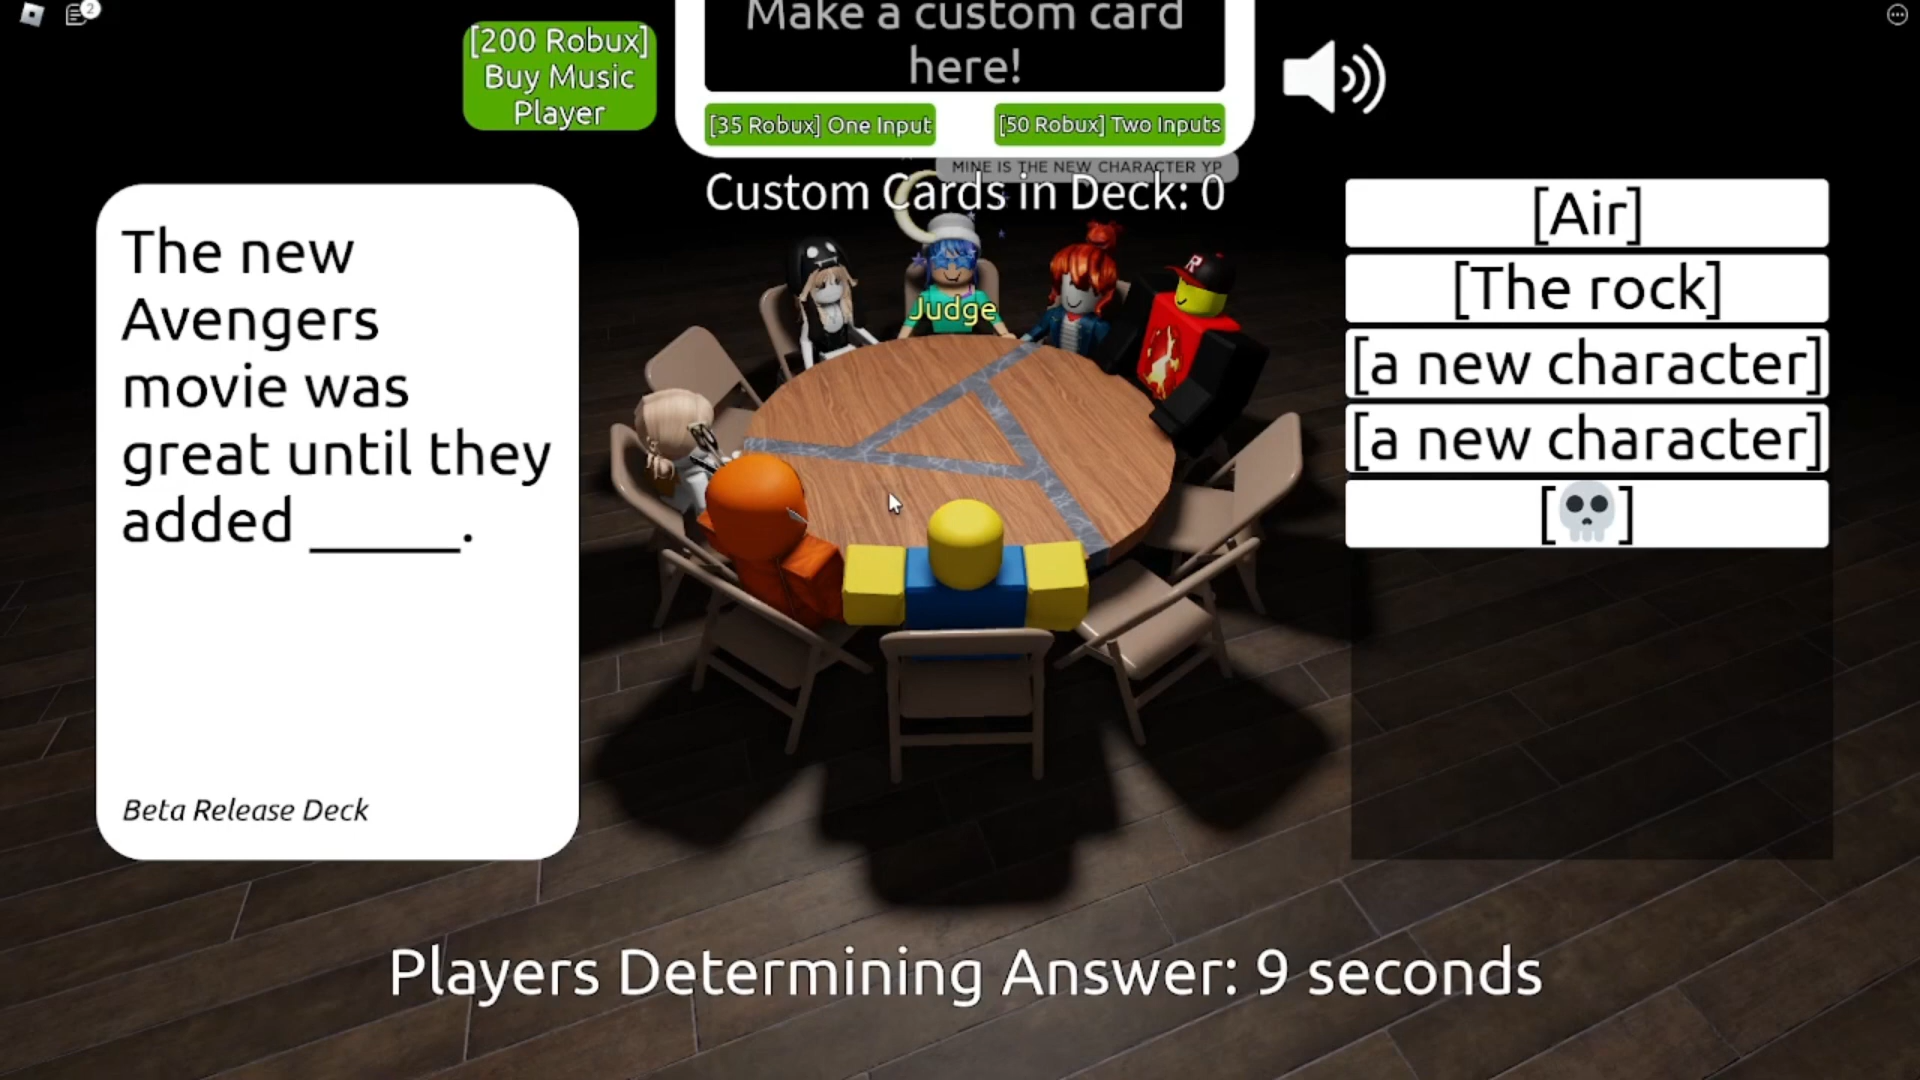 2
[200 Robux]
Buy Music
Player
Make a custom card
here!
[35 Robux] One Input
[50 Robux] Two Inputs
MINE IS THE NEW CHARACTER YP
Custom Cards in Deck: 0
The new
Avengers
movie was
great until they
added _____.
Beta Release Deck
Judge
R
[Air]
[The rock]
[a new character]
[a new character]
[💀]
Players Determining Answer: 9 seconds